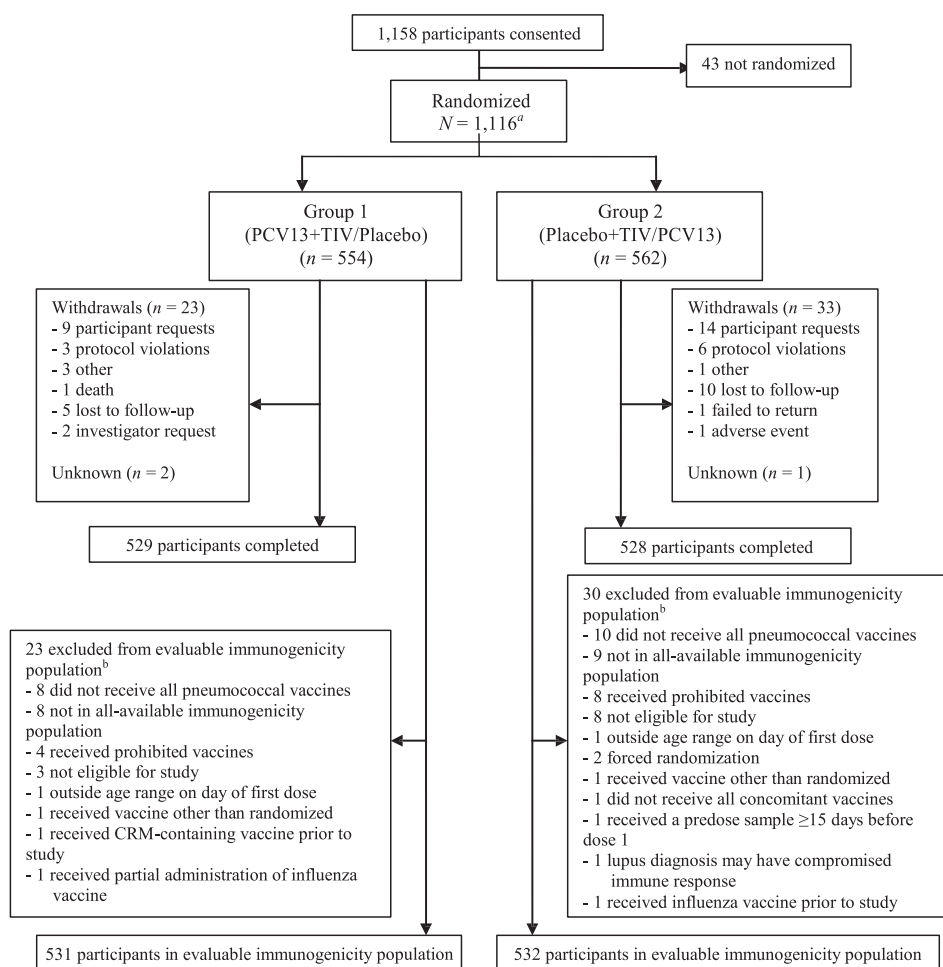 1,158 participants consented
43 not randomized
Randomized
N = 1,116a
Group 1
(PCV13+TIV/Placebo)
(n = 554)
Group 2
(Placebo+TIV/PCV13)
(n = 562)
Withdrawals (n = 23)
- 9 participant requests
- 3 protocol violations
- 3 other
- 1 death
- 5 lost to follow-up
- 2 investigator request
Unknown (n = 2)
Withdrawals (n = 33)
- 14 participant requests
- 6 protocol violations
- 1 other
- 10 lost to follow-up
- 1 failed to return
- 1 adverse event
Unknown (n = 1)
529 participants completed
528 participants completed
23 excluded from evaluable immunogenicity
populationb
- 8 did not receive all pneumococcal vaccines
- 8 not in all-available immunogenicity
population
- 4 received prohibited vaccines
- 3 not eligible for study
- 1 outside age range on day of first dose
- 1 received vaccine other than randomized
- 1 received CRM-containing vaccine prior to
study
- 1 received partial administration of influenza
vaccine
30 excluded from evaluable immunogenicity
populationb
- 10 did not receive all pneumococcal vaccines
- 9 not in all-available immunogenicity
population
- 8 received prohibited vaccines
- 8 not eligible for study
- 1 outside age range on day of first dose
- 2 forced randomization
- 1 received vaccine other than randomized
- 1 did not receive all concomitant vaccines
- 1 received a predose sample ≥15 days before
dose 1
- 1 lupus diagnosis may have compromised
immune response
- 1 received influenza vaccine prior to study
531 participants in evaluable immunogenicity population
532 participants in evaluable immunogenicity population